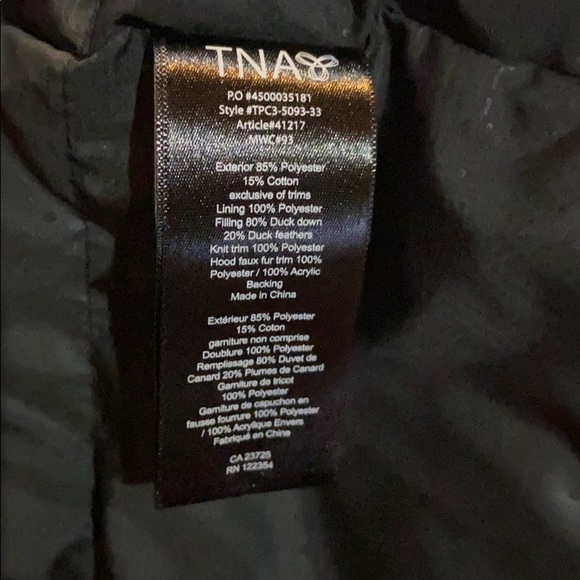 TNA
P.O #4500035181
Style #TPC3-5093-33
Article#41217
MWC#93
Exterior 85% Polyester
15% Cotton
exclusive of trims
Lining 100% Polyester
Filling 80% Duck down
20% Duck feathers
Knit trim 100% Polyester
Hood faux fur trim 100%
Polyester / 100% Acrylic
Backing
Made in China
Extérieur 85% Polyester
15% Coton
garniture non comprise
Doublure 100% Polyester
Remplissage 80% Duvet de
Canard 20% Plumes de Canard
Garniture de tricot
100% Polyester
Garniture de capuchon en
fausse fourrure 100% Polyester
/ 100% Acrylique Envers
Fabriqué en Chine
CA 23725
RN 122354